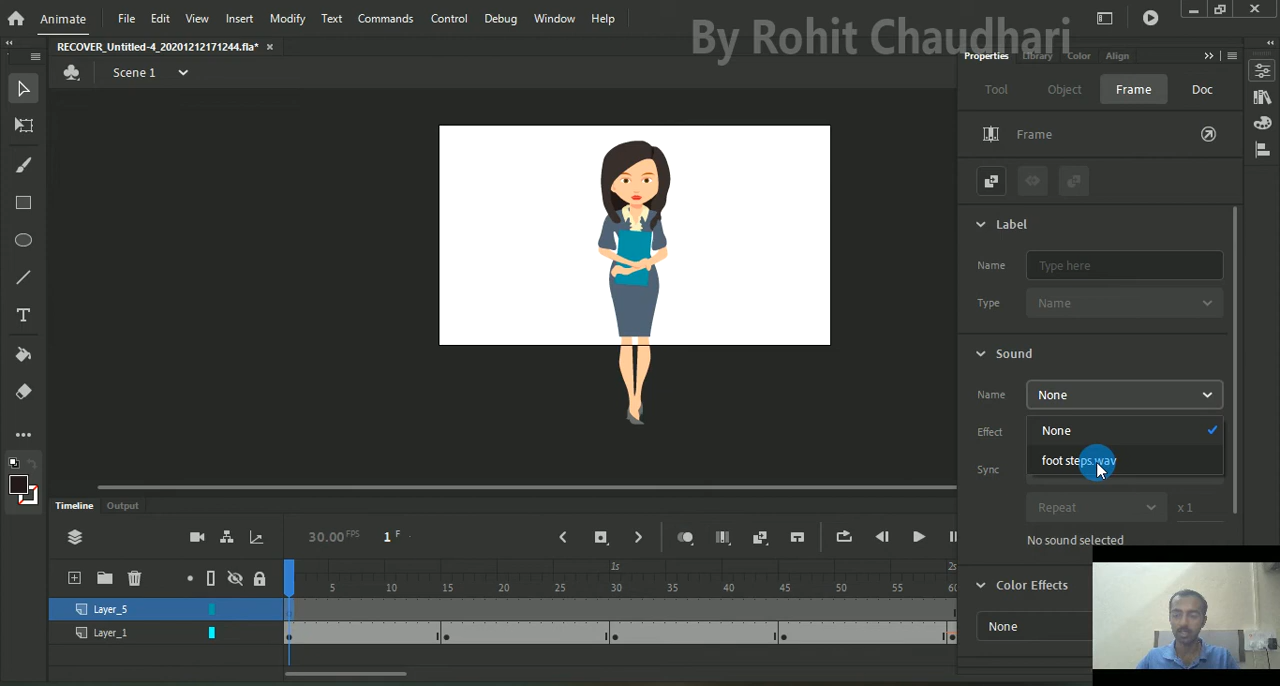 Animate File Edit View Insert Modify Text Commands Control Debug Window Help
By Rohit Chaudhari
RECOVER_Untitled-4_20201212171244.fla*
Properties Library Color Align
Scene 1
Tool Object Frame Doc
Frame
Label
Name Type here
Type Name
Sound
Name None
Effect None
foot steps.wav
Sync
Repeat x 1
No sound selected
Color Effects
None
Timeline Output
30.00 FPS 1 F
1s 2s
5 10 15 20 25 30 35 40 45 50 55 60
Layer_5
Layer_1